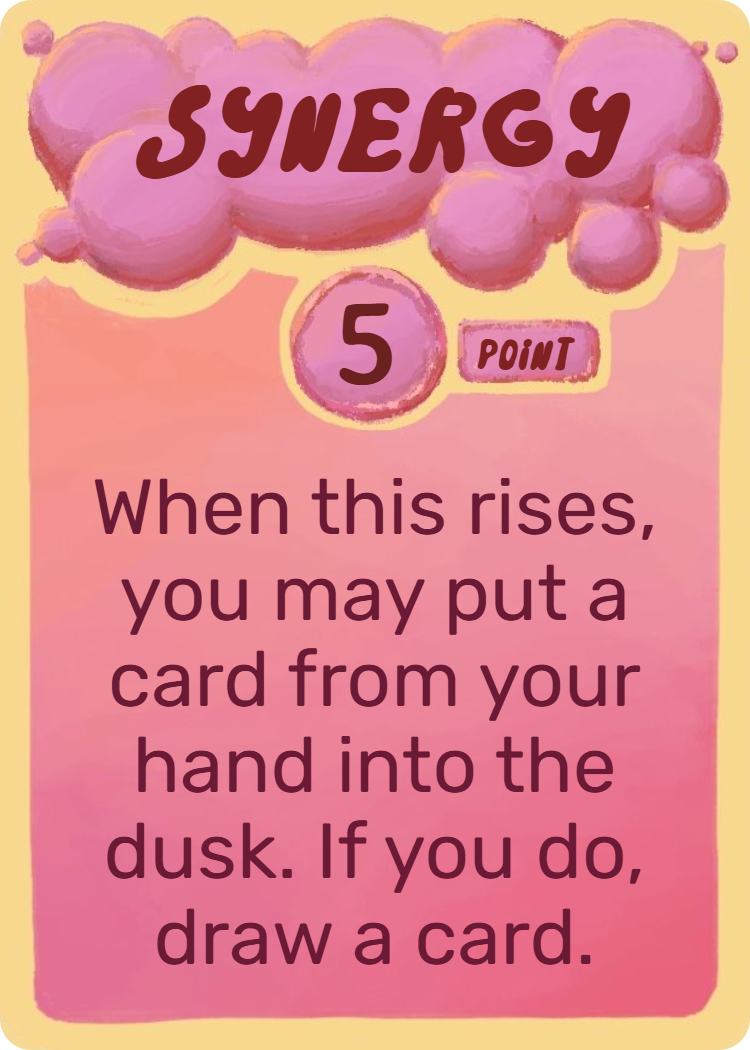 SYNERGY
5
POINT
When this rises,
you may put a
card from your
hand into the
dusk. If you do,
draw a card.